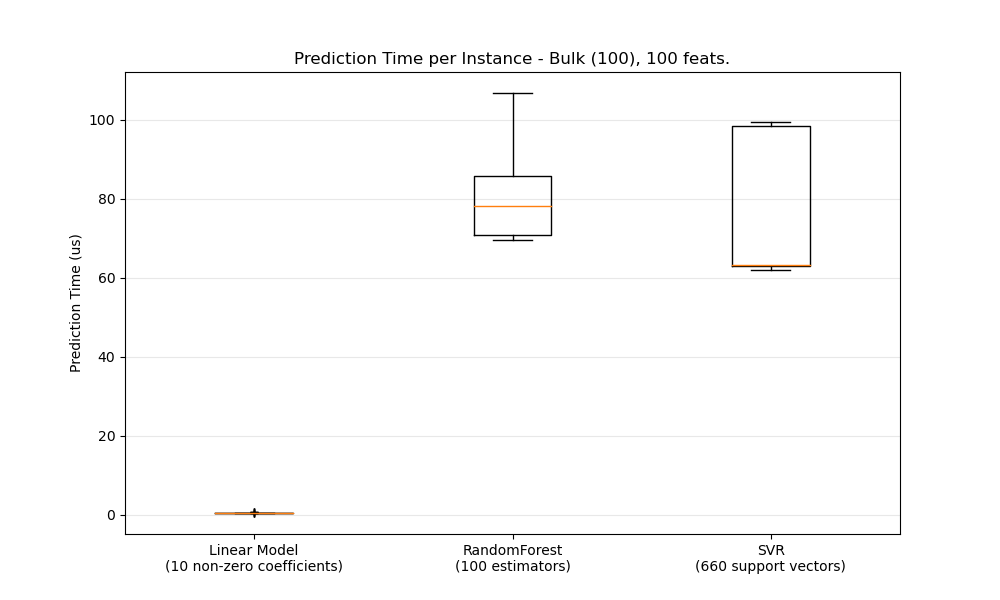 Prediction Time per Instance - Bulk (100), 100 feats.
Prediction Time (us)
100
80
60
40
20
0
Linear Model
(10 non-zero coefficients)
RandomForest
(100 estimators)
SVR
(660 support vectors)